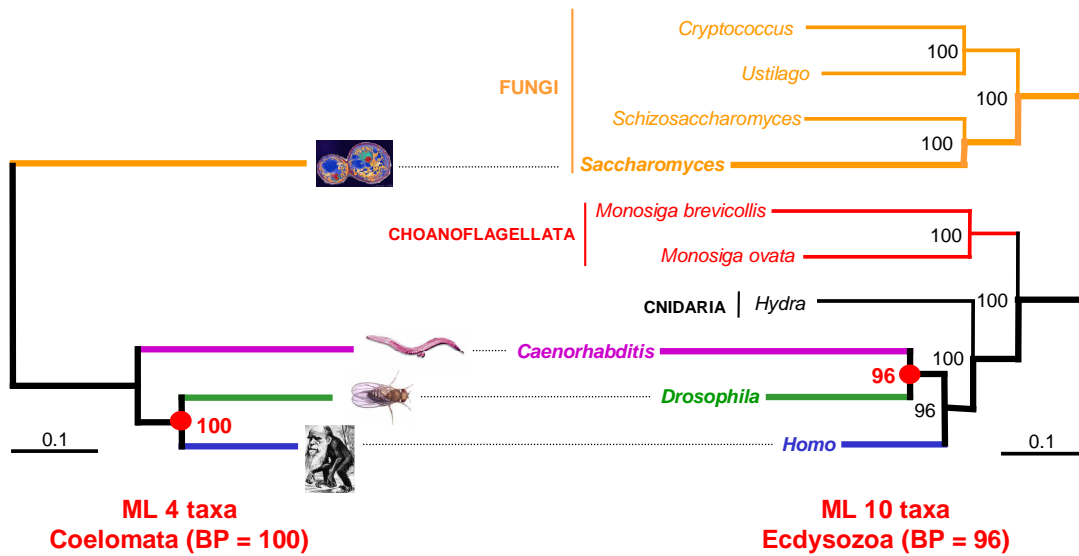 Cryptococcus
100
Ustilago
FUNGI
100
Schizosaccharomyces
100
Saccharomyces
Monosiga brevicollis
CHOANOFLAGELLATA
100
Monosiga ovata
CNIDARIA
Hydra
100
Caenorhabditis
100
96
Drosophila
96
100
Homo
0.1
0.1
ML 4 taxa
Coelomata (BP = 100)
ML 10 taxa
Ecdysozoa (BP = 96)